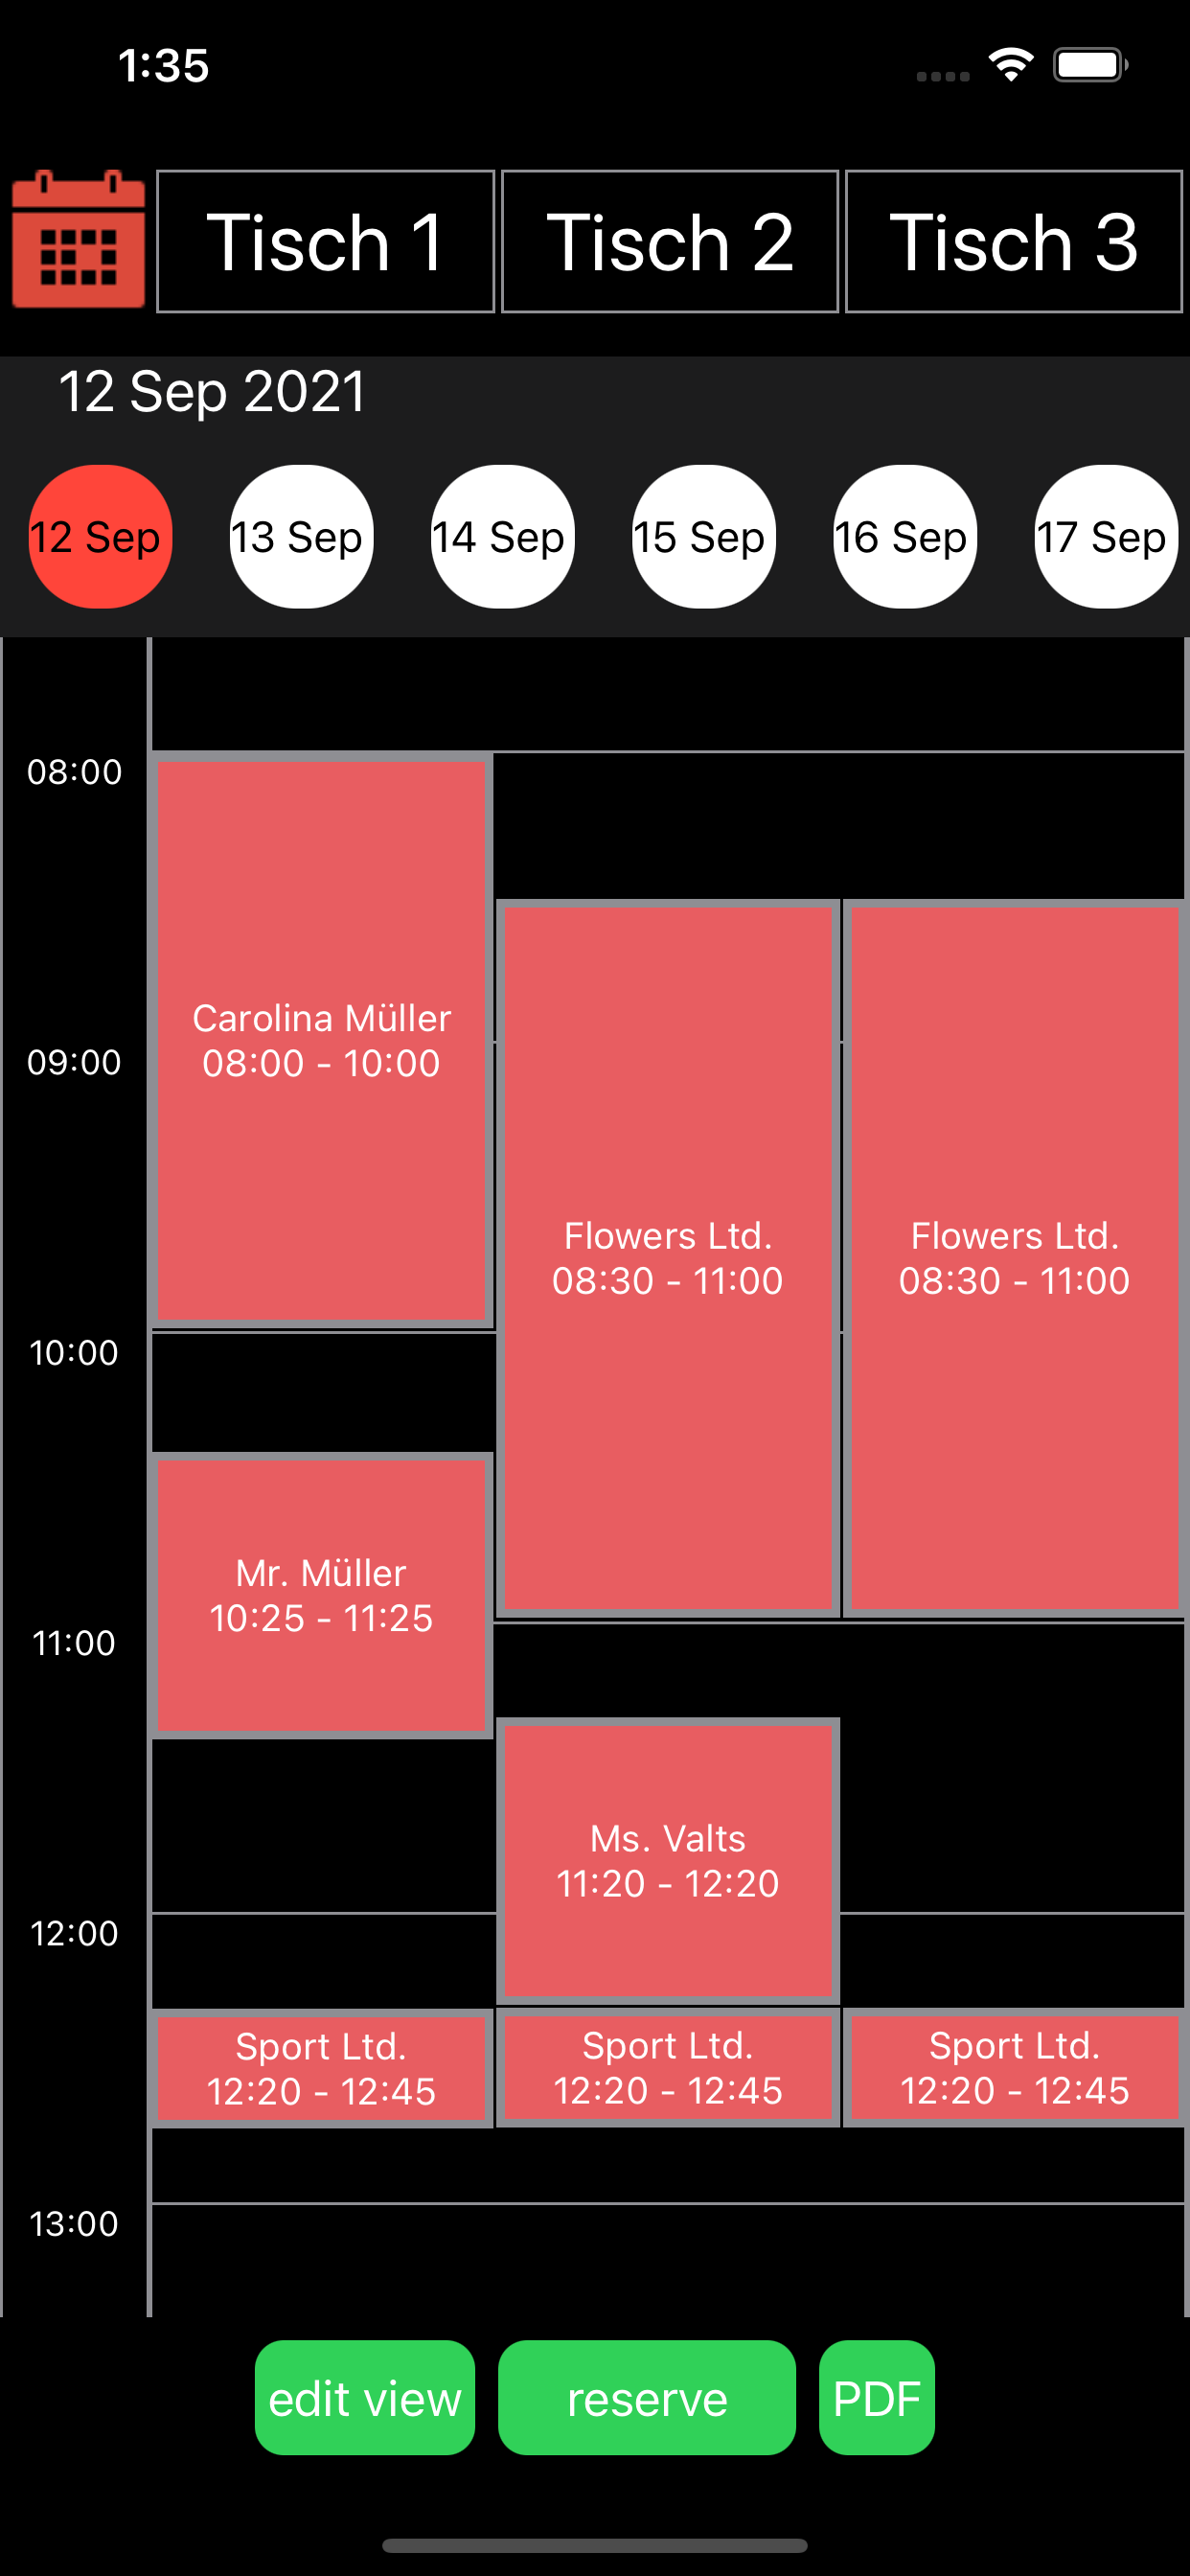 1:35
Tisch 1
Tisch 2
Tisch 3
12 Sep 2021
12 Sep
13 Sep
14 Sep
15 Sep
16 Sep
17 Sep
08:00
Carolina Müller
08:00 - 10:00
09:00
Flowers Ltd.
08:30 - 11:00
Flowers Ltd.
08:30 - 11:00
10:00
Mr. Müller
10:25 - 11:25
11:00
Ms. Valts
11:20 - 12:20
12:00
Sport Ltd.
12:20 - 12:45
Sport Ltd.
12:20 - 12:45
Sport Ltd.
12:20 - 12:45
13:00
edit view
reserve
PDF